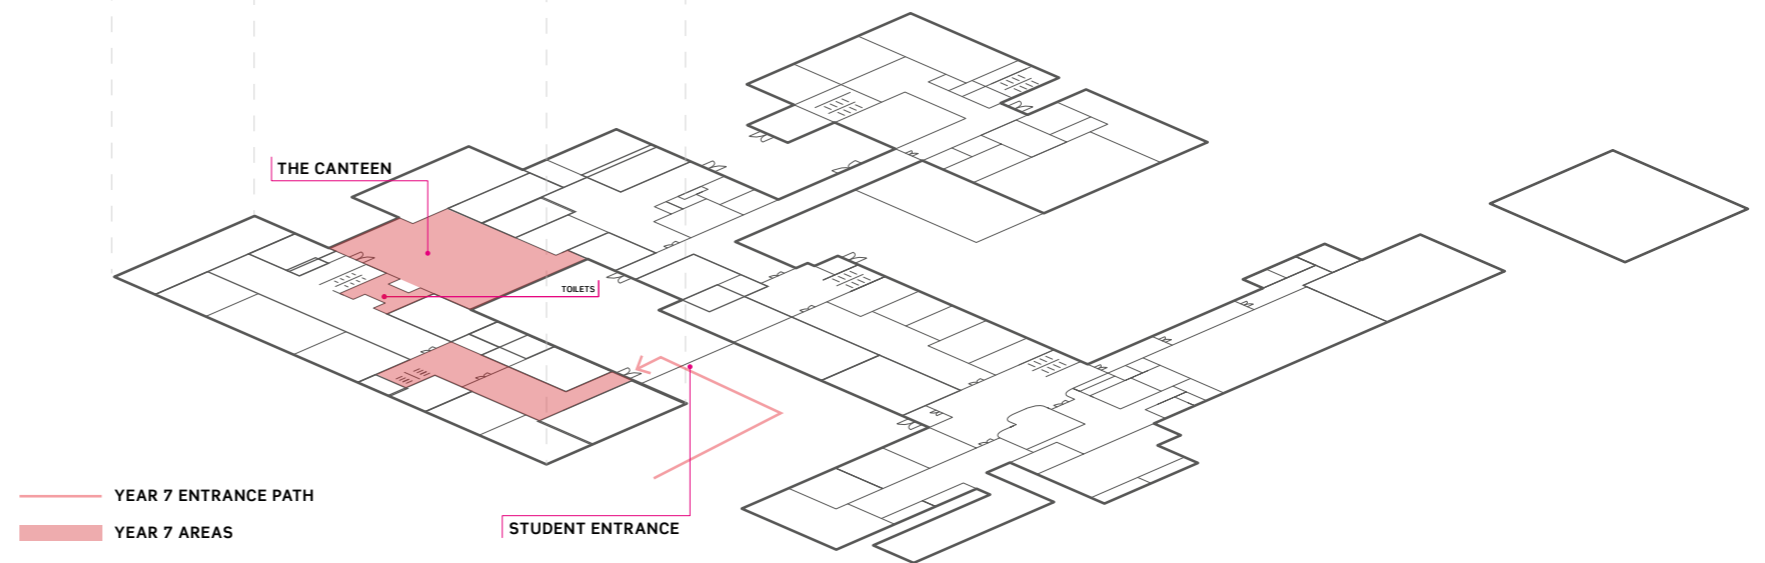 THE CANTEEN
TOILETS
STUDENT ENTRANCE
YEAR 7 ENTRANCE PATH
YEAR 7 AREAS